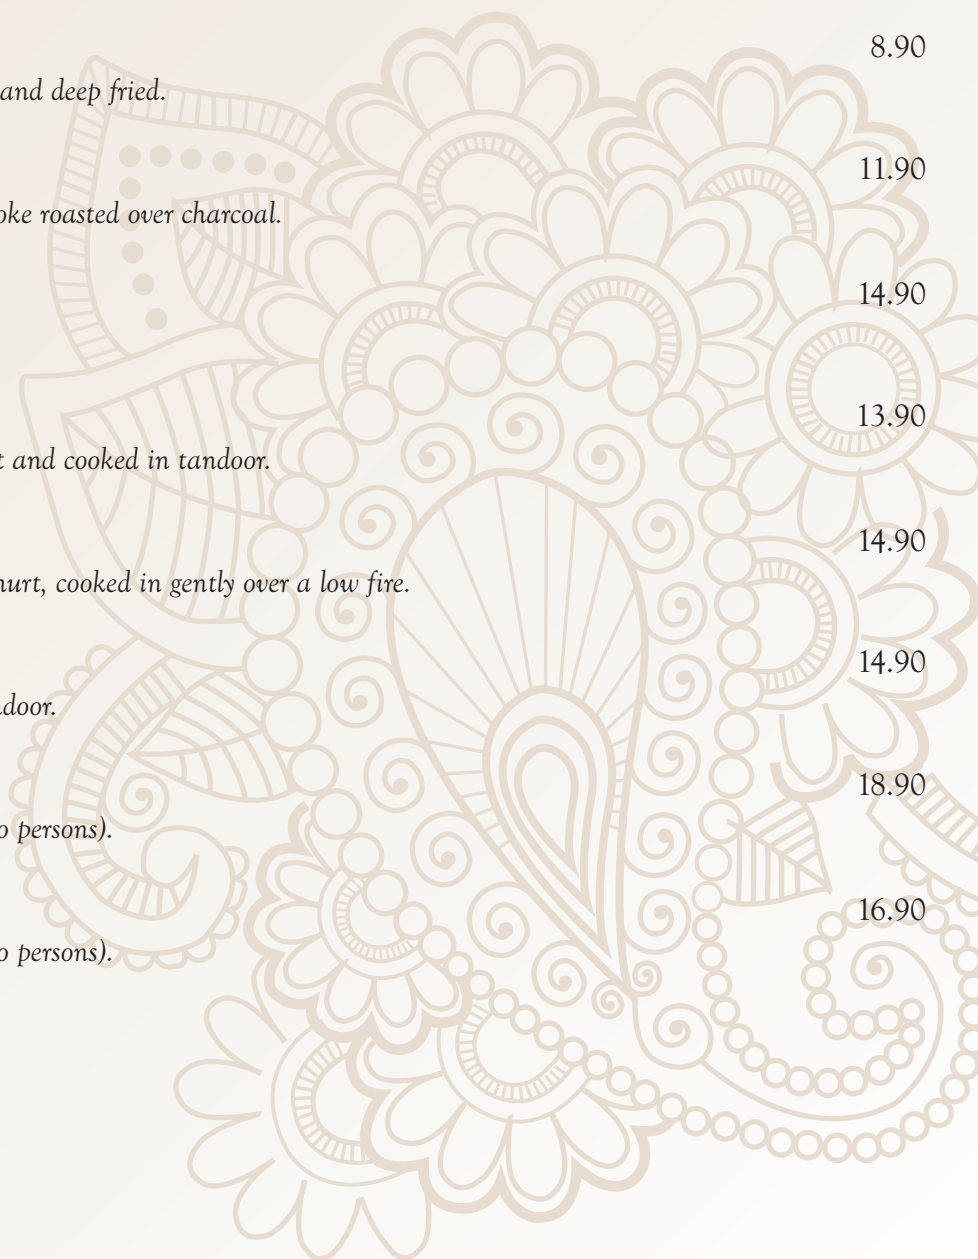 8.90
and deep fried.
11.90
oke roasted over charcoal.
14.90
13.90
t and cooked in tandoor.
14.90
hurt, cooked in gently over a low fire.
14.90
ndoor.
18.90
o persons).
16.90
o persons).